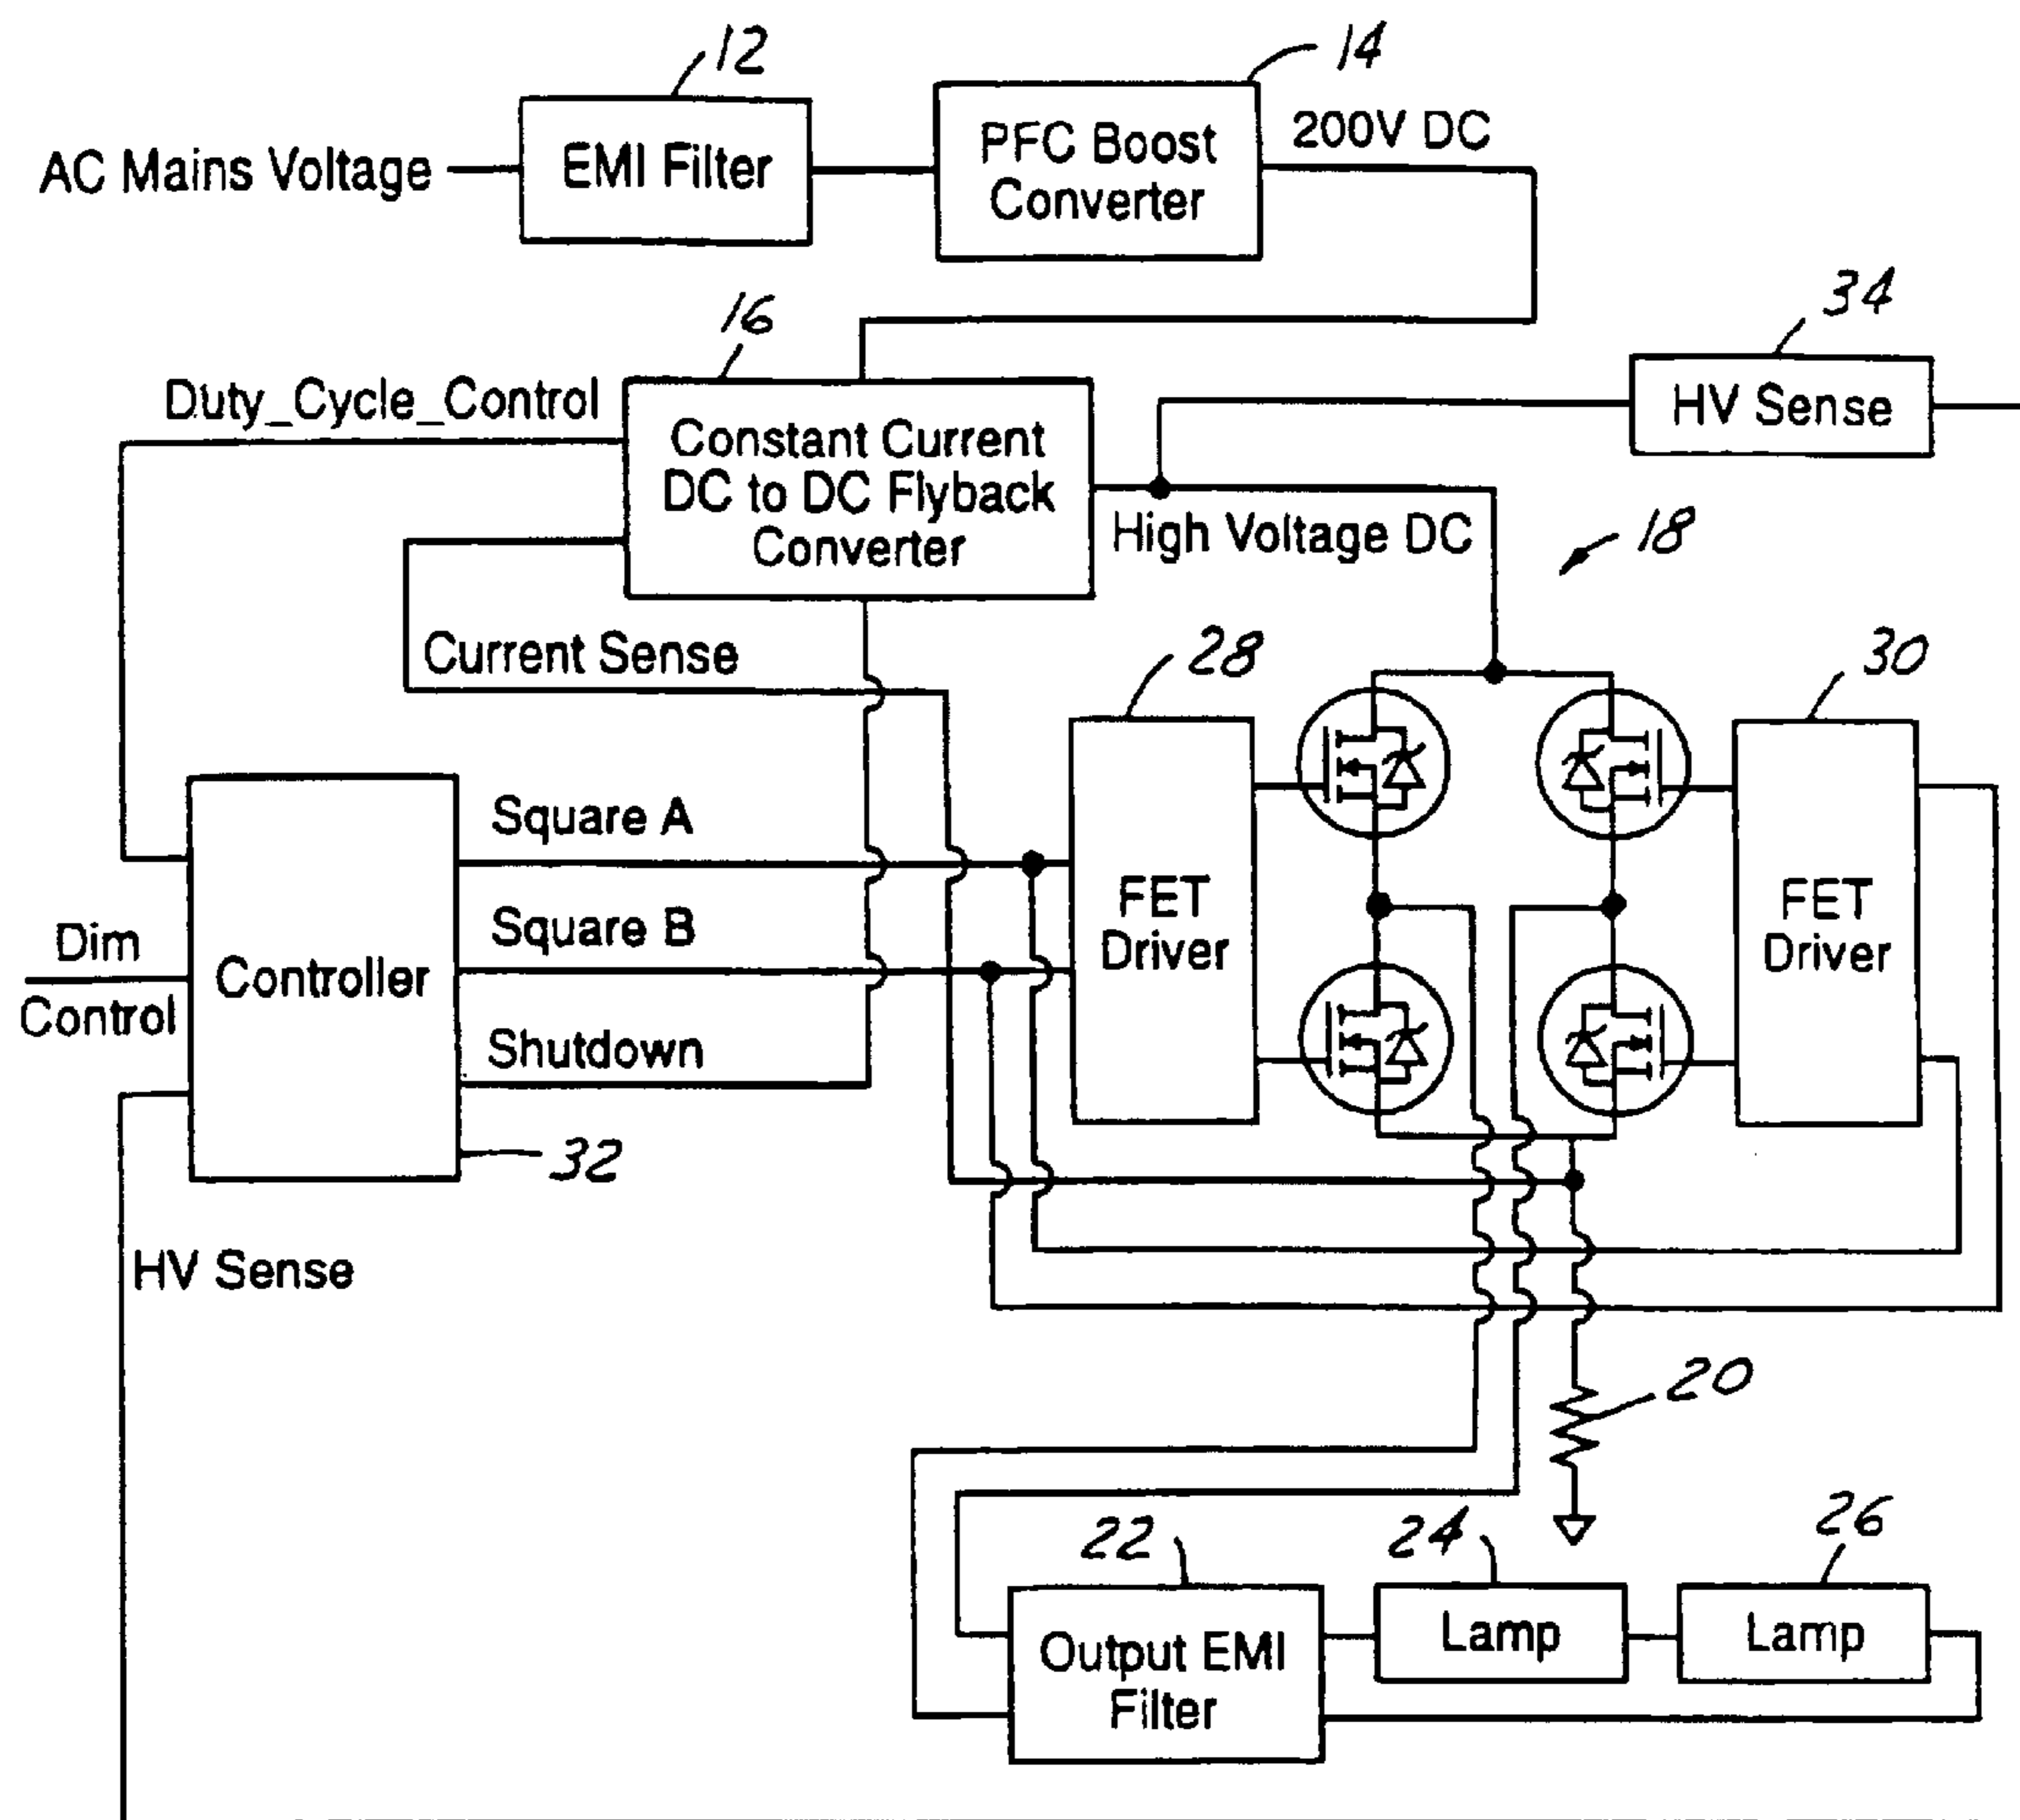 12
14
AC Mains Voltage
EMI Filter
PFC Boost
Converter
200V DC
16
34
Duty_Cycle_Control
Constant Current
DC to DC Flyback
Converter
HV Sense
High Voltage DC
18
Current Sense
28
30
Square A
FET
Driver
FET
Driver
Square B
Dim
Control
Controller
Shutdown
32
HV Sense
20
22
24
26
Output EMI
Filter
Lamp
Lamp